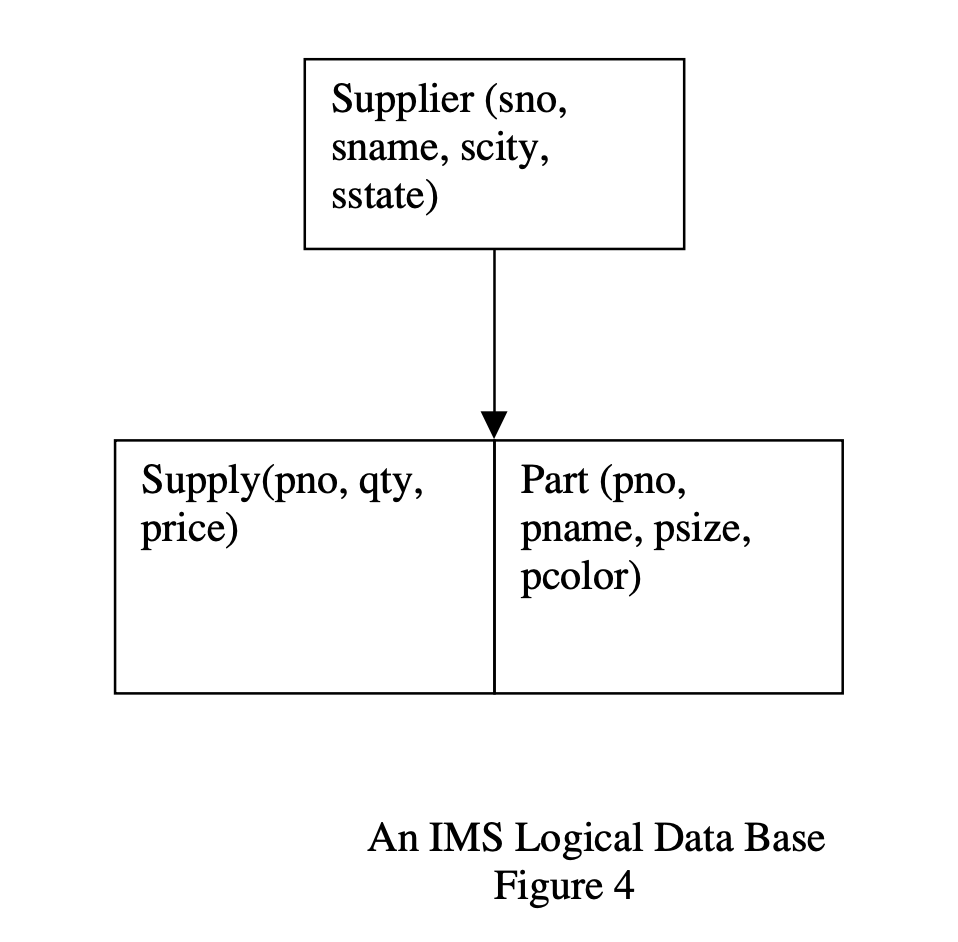 Supplier (sno,
sname, scity,
sstate)
Supply(pno, qty,
price)
Part (pno,
pname, psize,
pcolor)
An IMS Logical Data Base
Figure 4